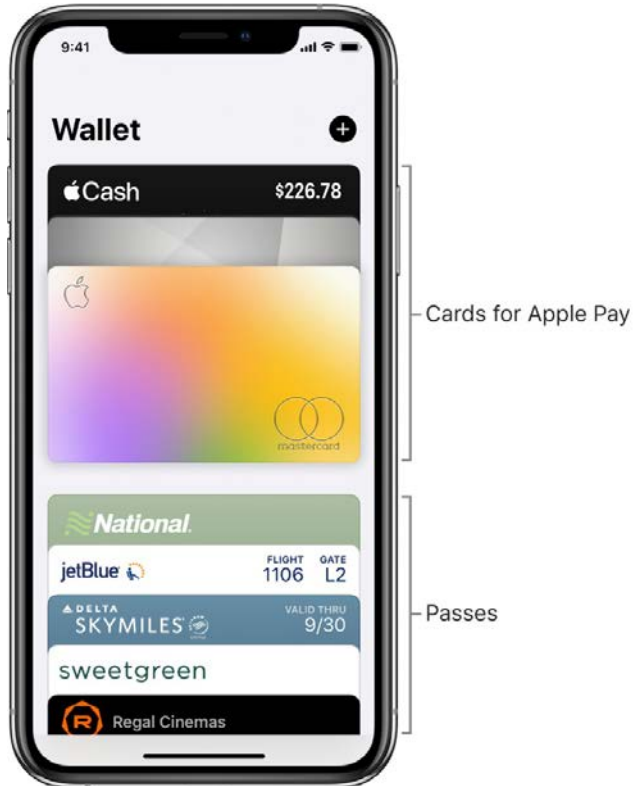 9:41
Wallet
Cash $226.78
mastercard
Cards for Apple Pay
National.
jetBlue FLIGHT 1106 GATE L2
DELTA
SKYMILES VALID THRU 9/30
sweetgreen
R Regal Cinemas
Passes